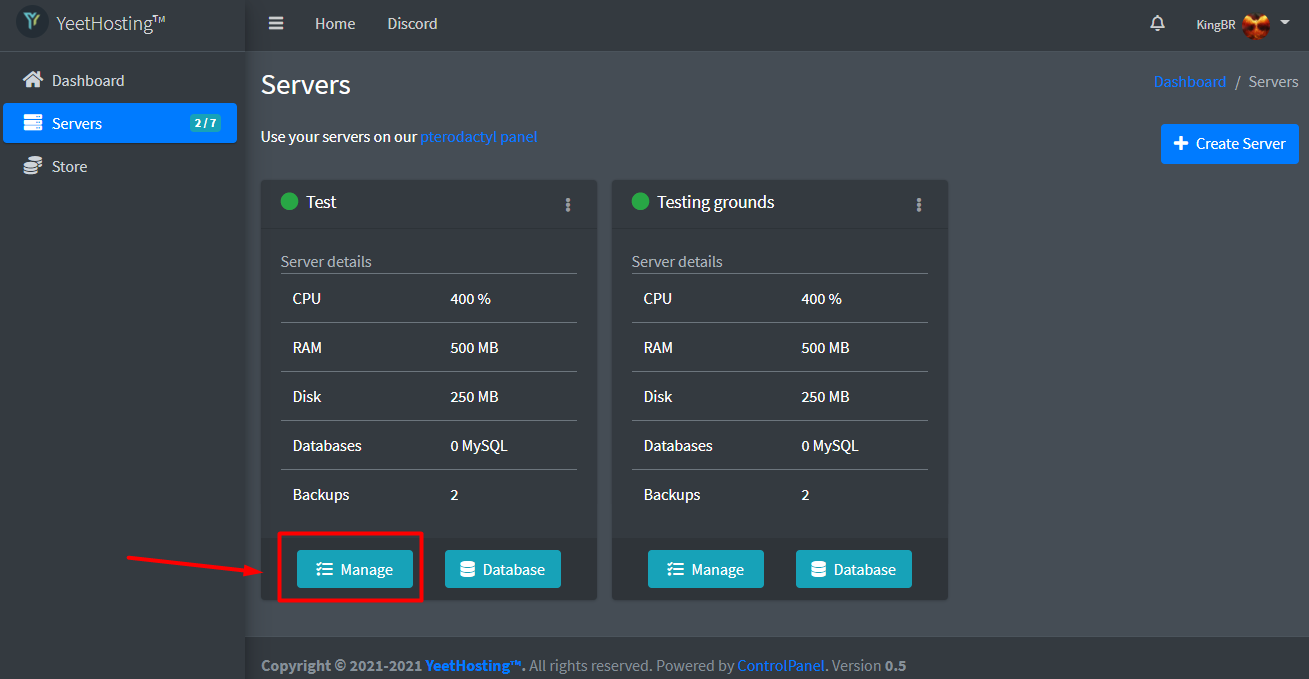 YeetHosting™
Home
Discord
KingBR
Dashboard
Servers
2 / 7
Store
Servers
Dashboard / Servers
Use your servers on our pterodactyl panel
Create Server
Test
Server details
CPU 400 %
RAM 500 MB
Disk 250 MB
Databases 0 MySQL
Backups 2
Manage
Database
Testing grounds
Server details
CPU 400 %
RAM 500 MB
Disk 250 MB
Databases 0 MySQL
Backups 2
Manage
Database
Copyright © 2021-2021 YeetHosting™. All rights reserved. Powered by ControlPanel. Version 0.5